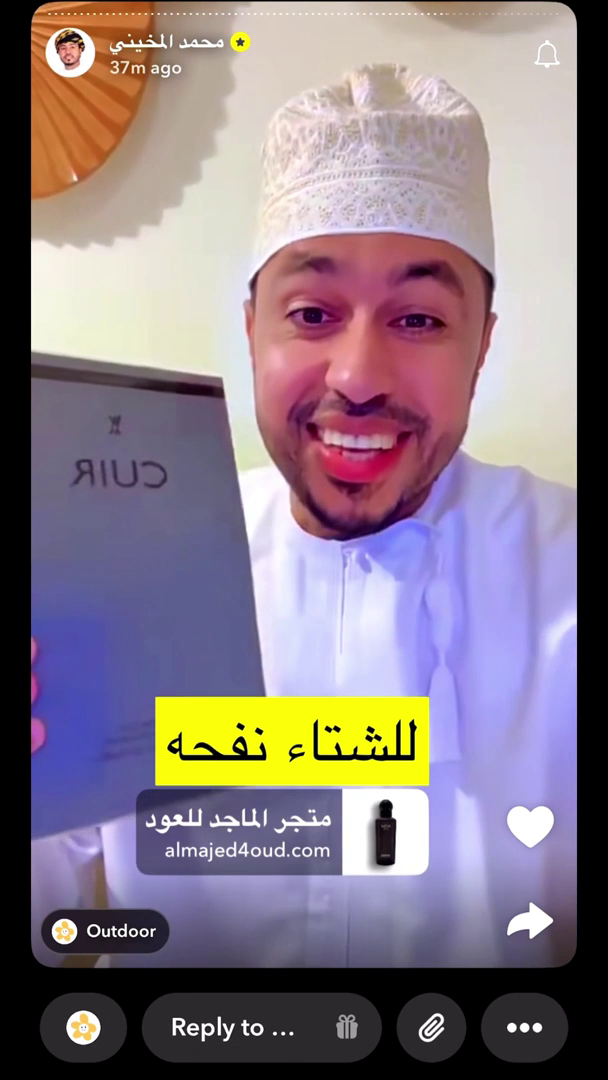 محمد المخيني
37m ago
CUIR
للشتاء نفحه
متجر الماجد للعود
almajed4oud.com
Outdoor
Reply to ...